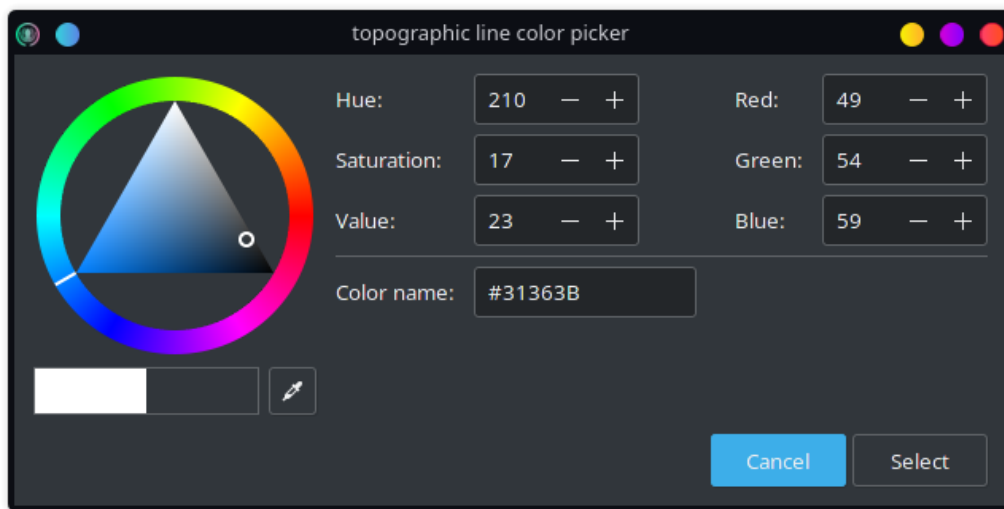 topographic line color picker
Hue: 210 − + Red: 49 − +
Saturation: 17 − + Green: 54 − +
Value: 23 − + Blue: 59 − +
Color name: #31363B
Cancel Select